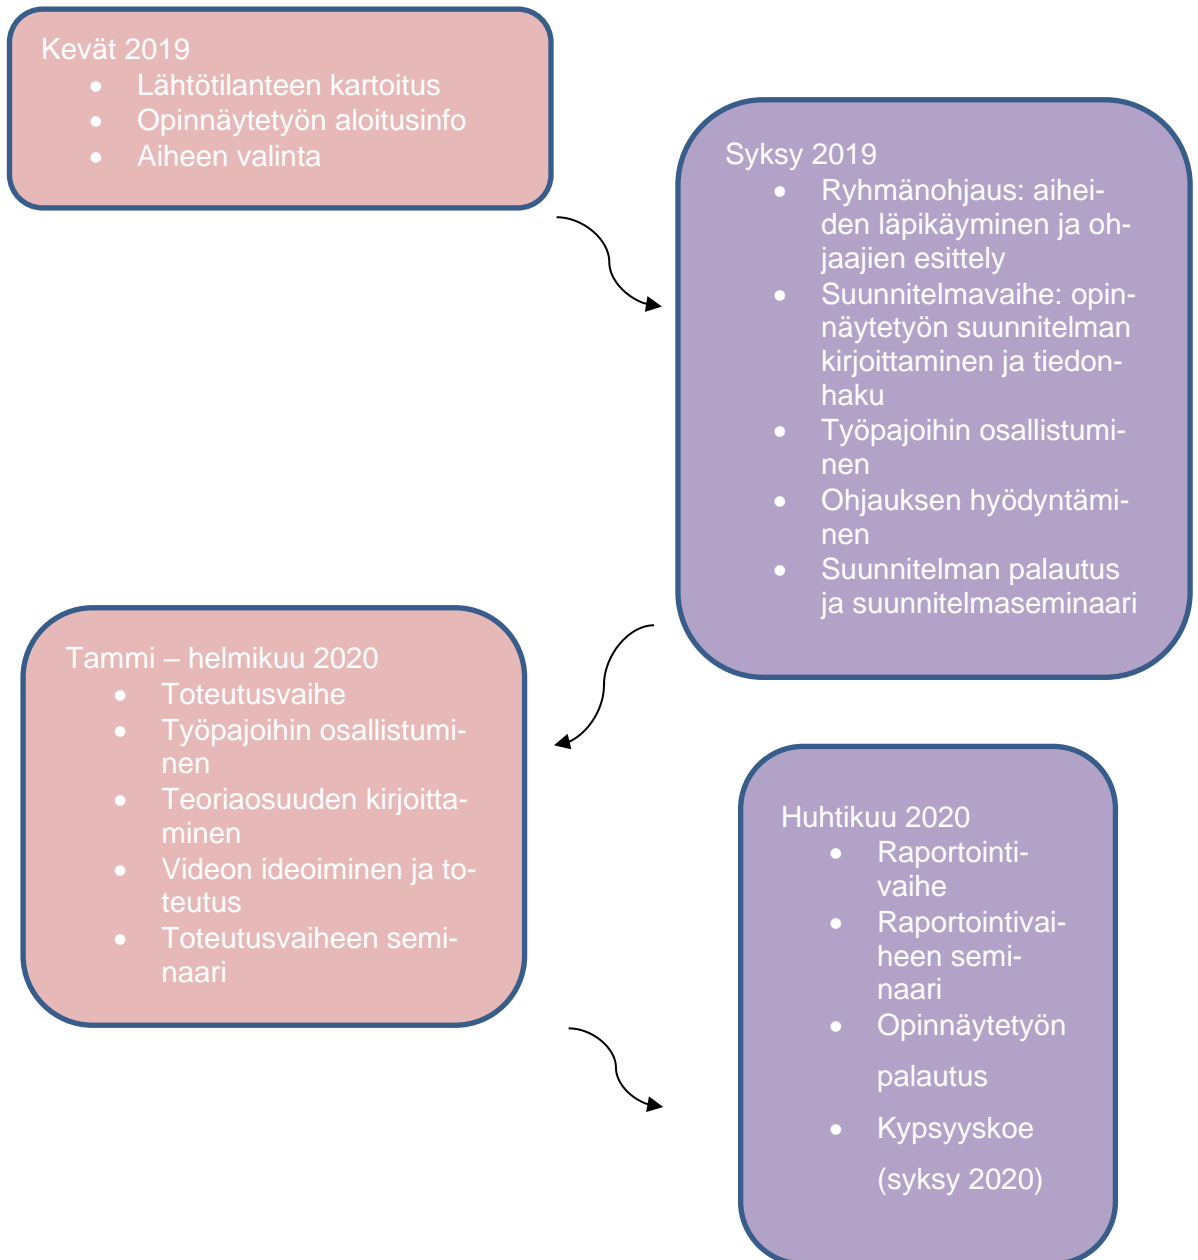 Kevät 2019
• Lähtötilanteen kartoitus
• Opinnäytetyön aloitusinfo
• Aiheen valinta
Syksy 2019
• Ryhmänohjaus: aihei-
den läpikäyminen ja oh-
jaajien esittely
• Suunnitelmavaihe: opin-
näytetyön suunnitelman
kirjoittaminen ja tiedon-
haku
• Työpajoihin osallistumi-
nen
• Ohjauksen hyödyntämi-
nen
• Suunnitelman palautus
ja suunnitelmaseminaari
Tammi – helmikuu 2020
• Toteutusvaihe
• Työpajoihin osallistumi-
nen
• Teoriaosuuden kirjoitta-
minen
• Videon ideoiminen ja to-
teutus
• Toteutusvaiheen semi-
naari
Huhtikuu 2020
• Raportointi-
vaihe
• Raportointivai-
heen semi-
naari
• Opinnäytetyön
palautus
• Kypsyyskoe
(syksy 2020)